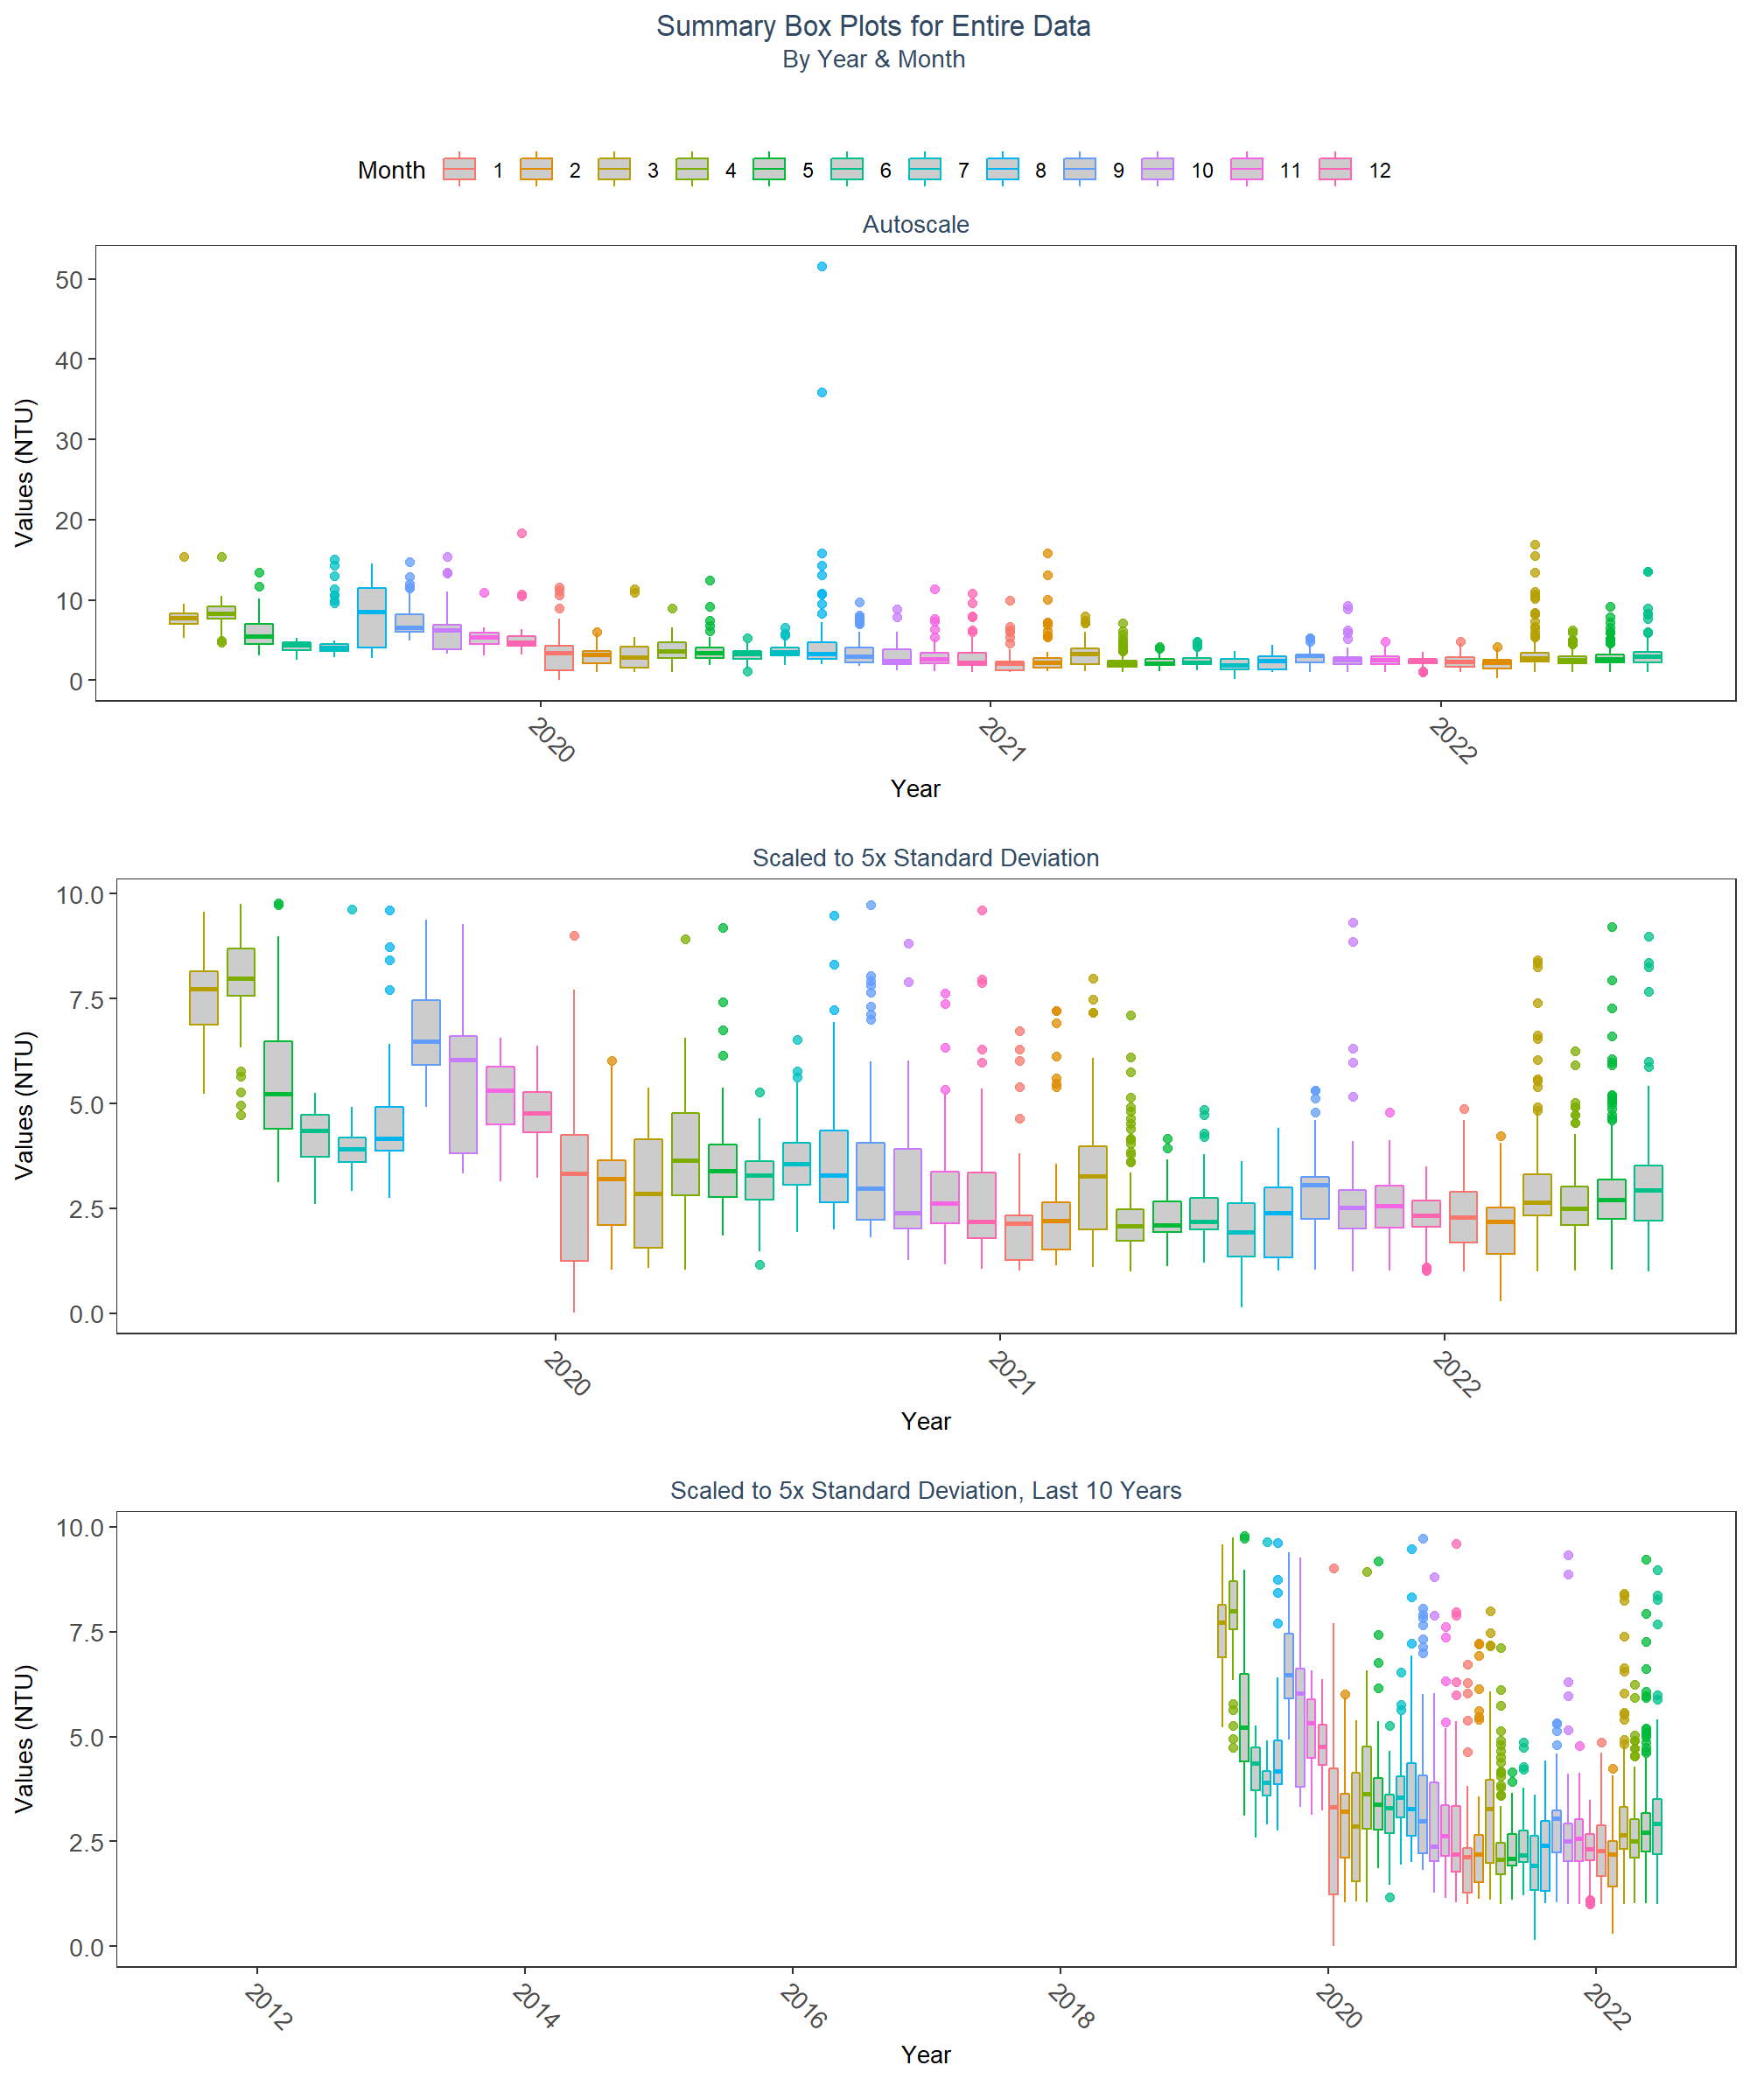 Summary Box Plots for Entire Data
By Year & Month
Month 1 2 3 4 5 6 7 8 9 10 11 12
Autoscale
Values (NTU)
50
40
30
20
10
0
2020 2021 2022
Year
Scaled to 5x Standard Deviation
Values (NTU)
10.0
7.5
5.0
2.5
0.0
2020 2021 2022
Year
Scaled to 5x Standard Deviation, Last 10 Years
Values (NTU)
10.0
7.5
5.0
2.5
0.0
2012 2014 2016 2018 2020 2022
Year